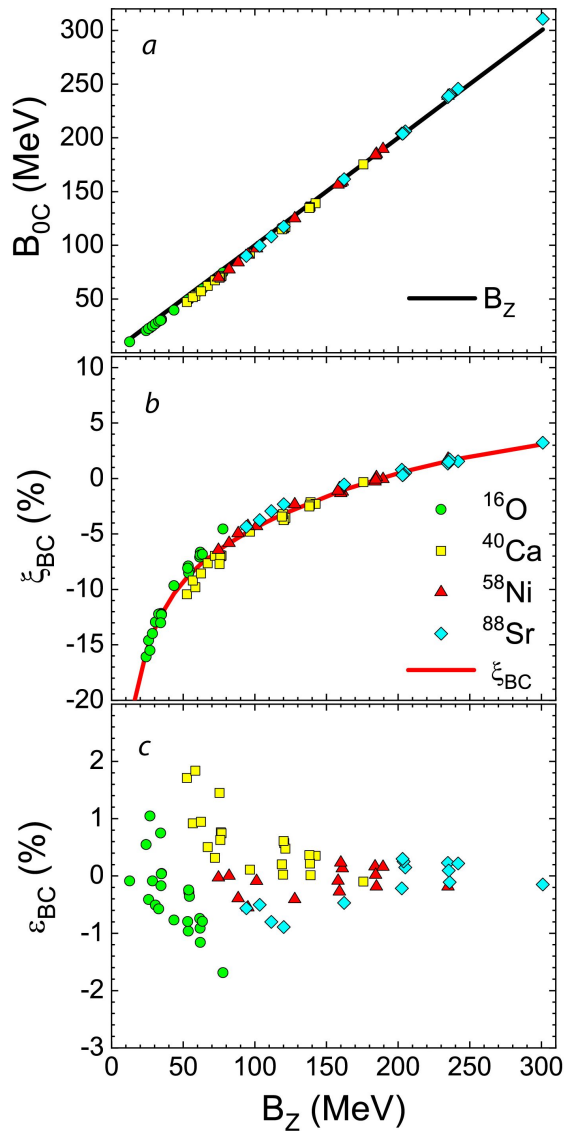 a
B0C (MeV)
300
250
200
150
100
50
BZ
b
ξBC (%)
10
5
0
-5
-10
-15
-20
16O
40Ca
58Ni
88Sr
ξBC
c
εBC (%)
2
1
0
-1
-2
-3
0 50 100 150 200 250 300
BZ (MeV)